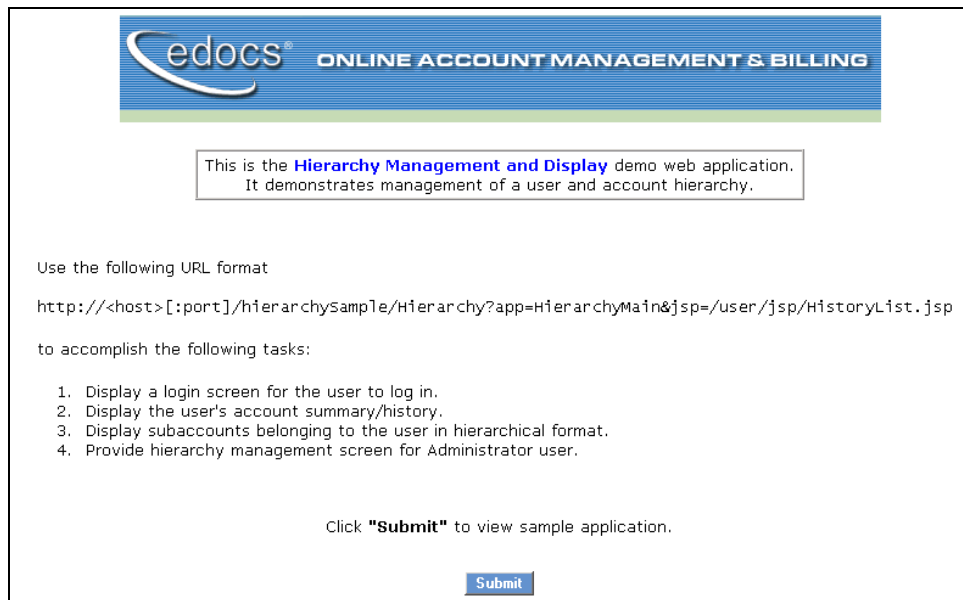 edocs®
ONLINE ACCOUNT MANAGEMENT & BILLING
This is the Hierarchy Management and Display demo web application.
It demonstrates management of a user and account hierarchy.
Use the following URL format
http://<host>[:port]/hierarchySample/Hierarchy?app=HierarchyMain&jsp=/user/jsp/HistoryList.jsp
to accomplish the following tasks:
1. Display a login screen for the user to log in.
2. Display the user's account summary/history.
3. Display subaccounts belonging to the user in hierarchical format.
4. Provide hierarchy management screen for Administrator user.
Click "Submit" to view sample application.
Submit